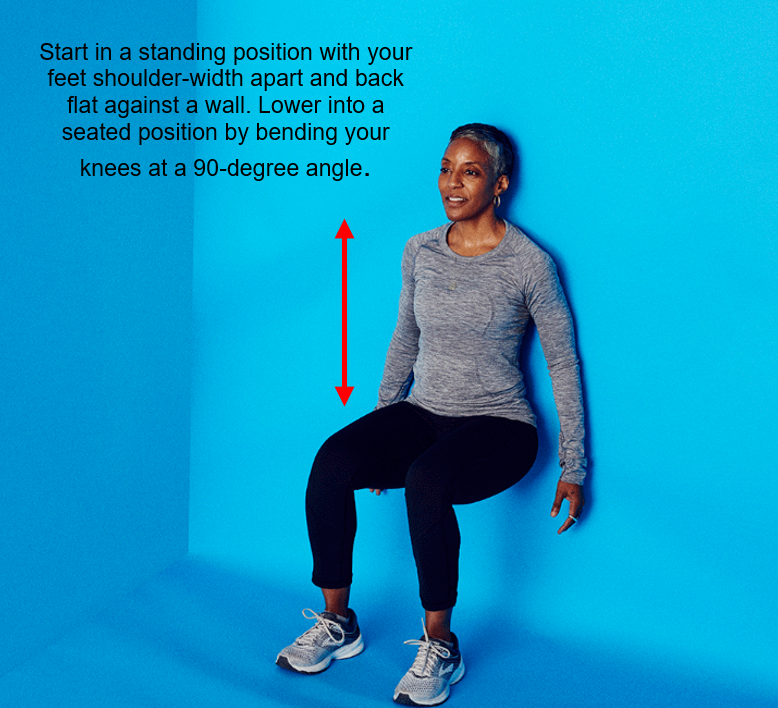 Start in a standing position with your
feet shoulder-width apart and back
flat against a wall. Lower into a
seated position by bending your
knees at a 90-degree angle.